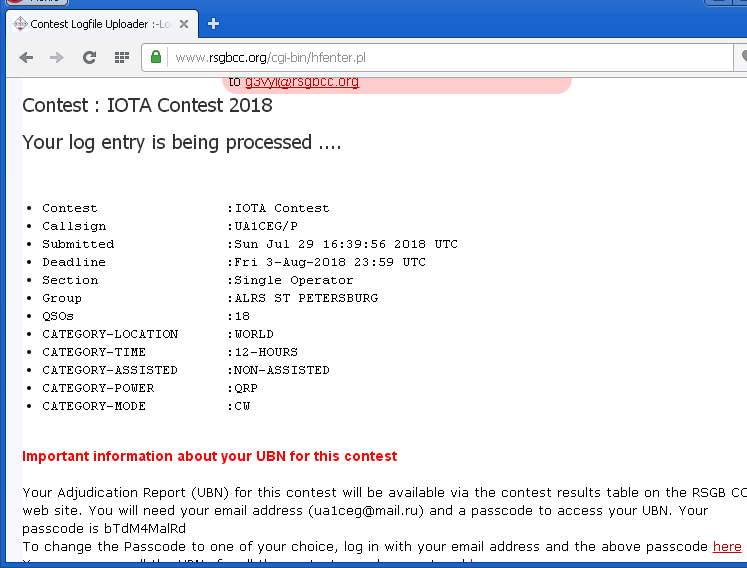 Contest Logfile Uploader :-Lo
www.rsgbcc.org/cgi-bin/hfenter.pl
to g3vyi@rsgbcc.org
Contest : IOTA Contest 2018
Your log entry is being processed ....
• Contest :IOTA Contest
• Callsign :UA1CEG/P
• Submitted :Sun Jul 29 16:39:56 2018 UTC
• Deadline :Fri 3-Aug-2018 23:59 UTC
• Section :Single Operator
• Group :ALRS ST PETERSBURG
• QSOs :18
• CATEGORY-LOCATION :WORLD
• CATEGORY-TIME :12-HOURS
• CATEGORY-ASSISTED :NON-ASSISTED
• CATEGORY-POWER :QRP
• CATEGORY-MODE :CW
Important information about your UBN for this contest
Your Adjudication Report (UBN) for this contest will be available via the contest results table on the RSGB CC
web site. You will need your email address (ua1ceg@mail.ru) and a passcode to access your UBN. Your
passcode is bTdM4MalRd
To change the Passcode to one of your choice, log in with your email address and the above passcode here